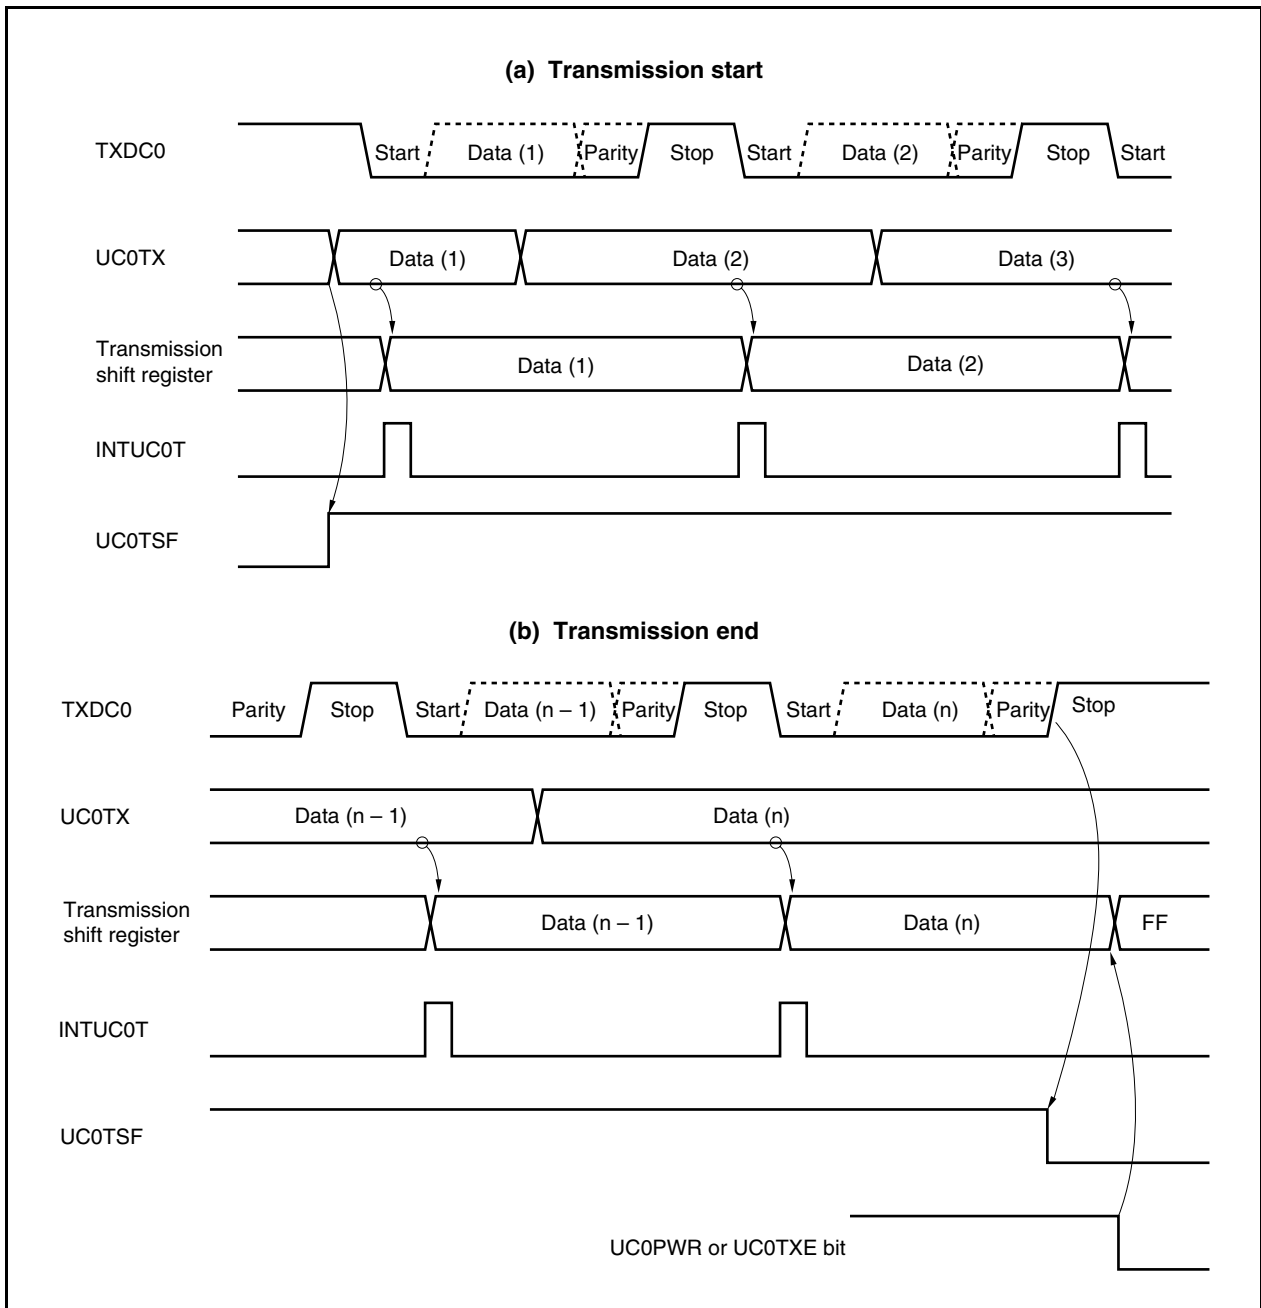 (a) Transmission start
TXDC0 Start Data (1) Parity Stop Start Data (2) Parity Stop Start
UC0TX Data (1) Data (2) Data (3)
Transmission
shift register Data (1) Data (2)
INTUC0T
UC0TSF
(b) Transmission end
TXDC0 Parity Stop Start Data (n – 1) Parity Stop Start Data (n) Parity Stop
UC0TX Data (n – 1) Data (n)
Transmission
shift register Data (n – 1) Data (n) FF
INTUC0T
UC0TSF
UC0PWR or UC0TXE bit